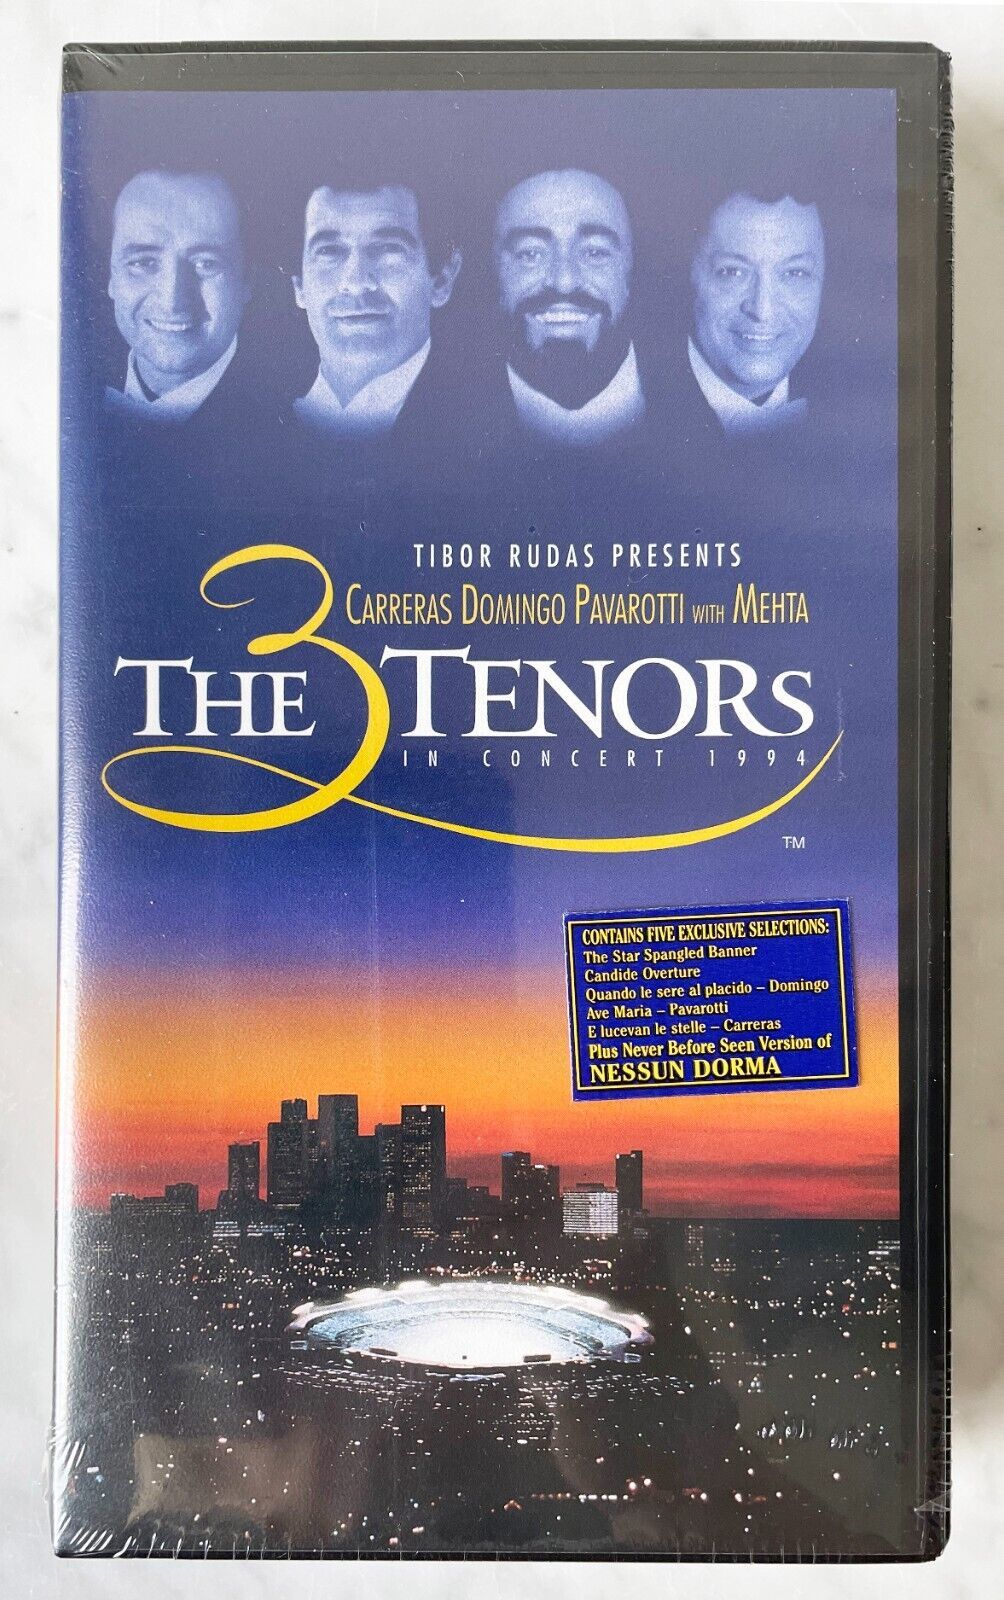 TIBOR RUDAS PRESENTS
CARRERAS DOMINGO PAVAROTTI WITH MEHTA
THE 3 TENORS
IN CONCERT 1994
TM
CONTAINS FIVE EXCLUSIVE SELECTIONS:
The Star Spangled Banner
Candide Overture
Quando le sere al placido – Domingo
Ave Maria – Pavarotti
E lucevan le stelle – Carreras
Plus Never Before Seen Version of
NESSUN DORMA